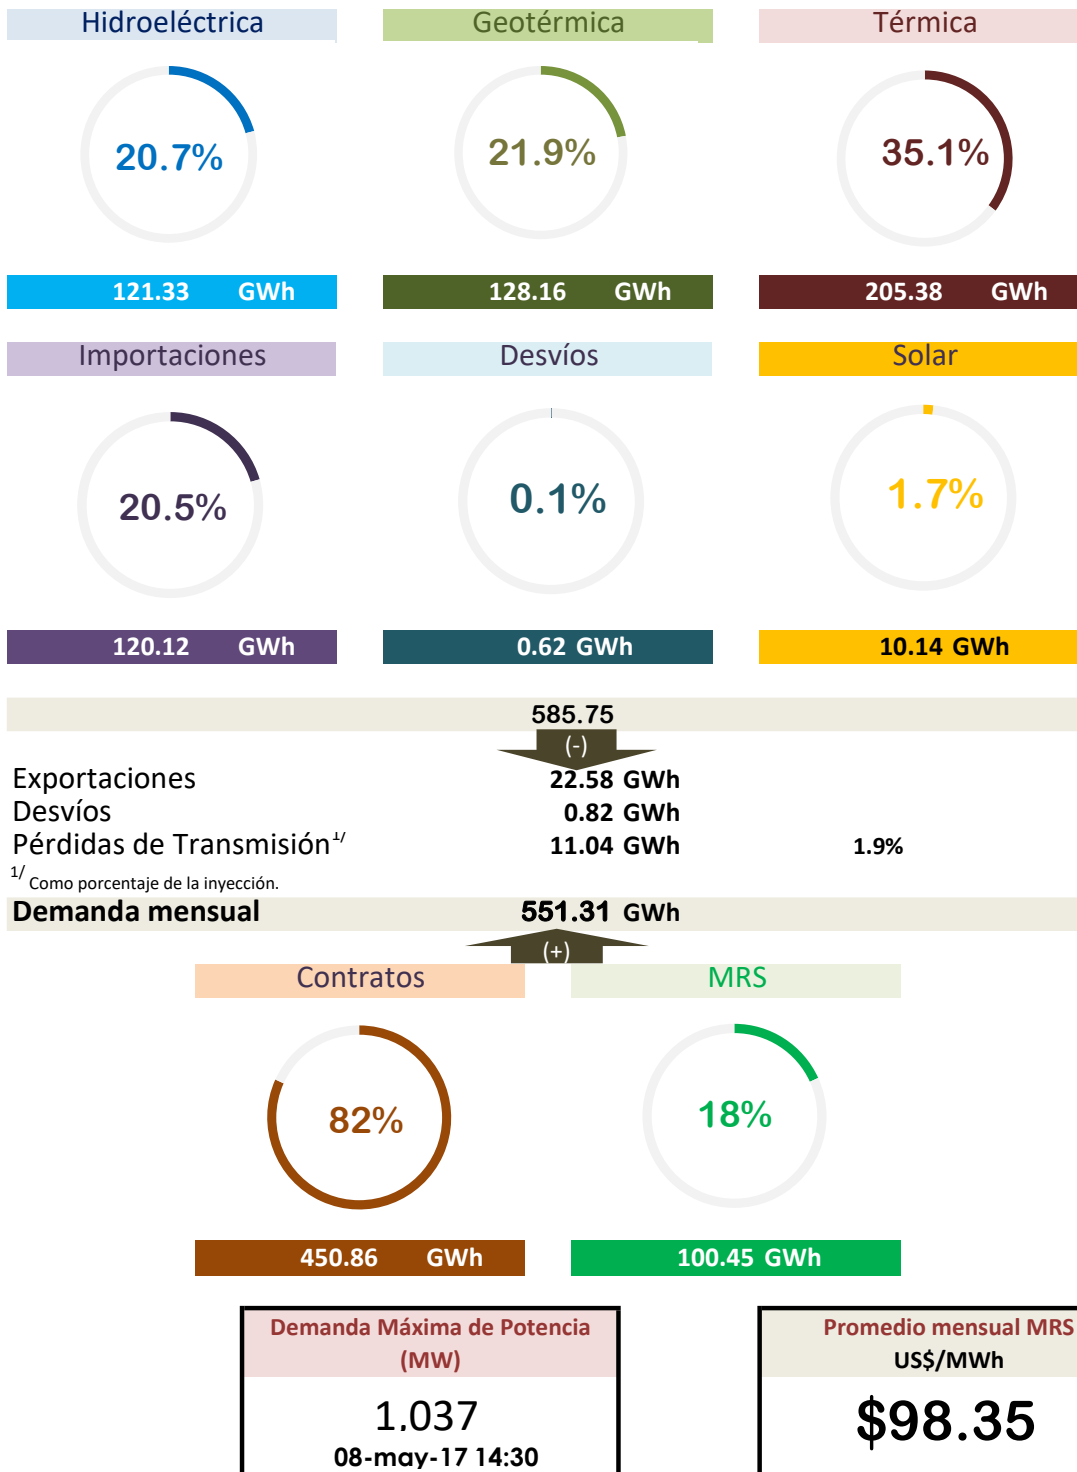 Hidroeléctrica Geotérmica Térmica
20.7% 21.9% 35.1%
121.33 GWh 128.16 GWh 205.38 GWh
Importaciones Desvíos Solar
20.5% 0.1% 1.7%
120.12 GWh 0.62 GWh 10.14 GWh
585.75
(-)
Exportaciones 22.58 GWh
Desvíos 0.82 GWh
Pérdidas de Transmisión 1/ 11.04 GWh 1.9%
1/ Como porcentaje de la inyección.
Demanda mensual 551.31 GWh
(+)
Contratos MRS
82% 18%
450.86 GWh 100.45 GWh
Demanda Máxima de Potencia
(MW)
1,037
08-may-17 14:30
Promedio mensual MRS
US$/MWh
$98.35